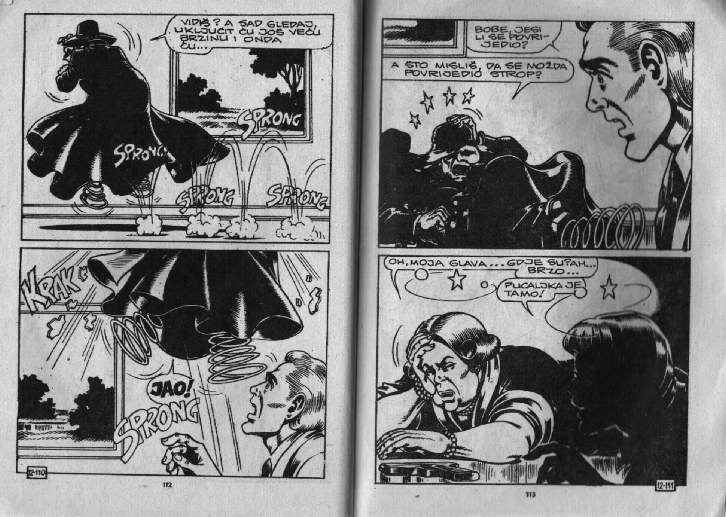 VIDIŠ? A SAD GLEDAJ,
UKLJUČIT ĆU JOŠ VEĆU
BRZINU I ONDA
ĆU...
SPRONG
SPRONG
SPRONG
SPRONG
SPRONG
KRAK
JAO!
SPRONG
12-110
112
BOBE, JESI
LI SE POVRI-
JEDIO?
A ŠTO MISLIŠ, DA SE MOŽDA
POVRIJEDIO STROP?
OH, MOJA GLAVA... GDJE SU? AH...
BRZO...
PUCALJKA JE
TAMO!
12-111
113